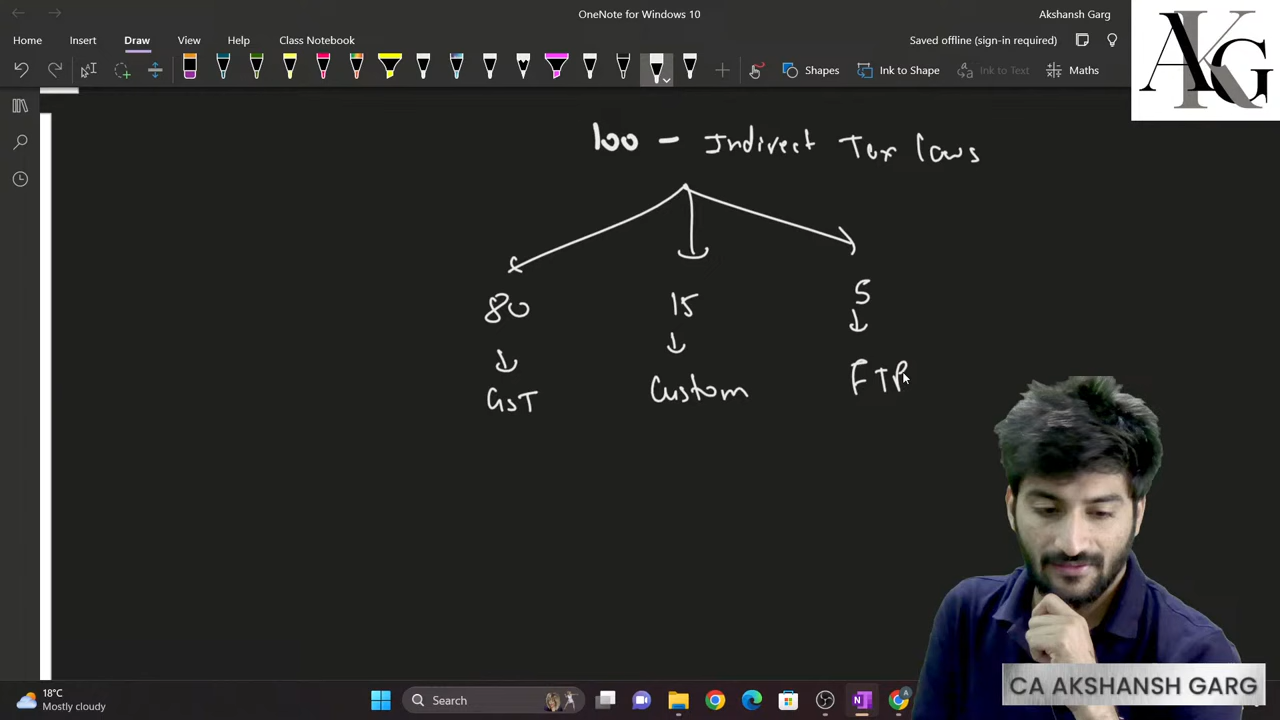 OneNote for Windows 10
Akshansh Garg
Home Insert Draw View Help Class Notebook
Saved offline (sign-in required)
Shapes Ink to Shape Ink to Text Maths
AKG
100 - Indirect Tax laws
80 15 5
GST Custom FTP
CA AKSHANSH GARG
18°C
Mostly cloudy
Search